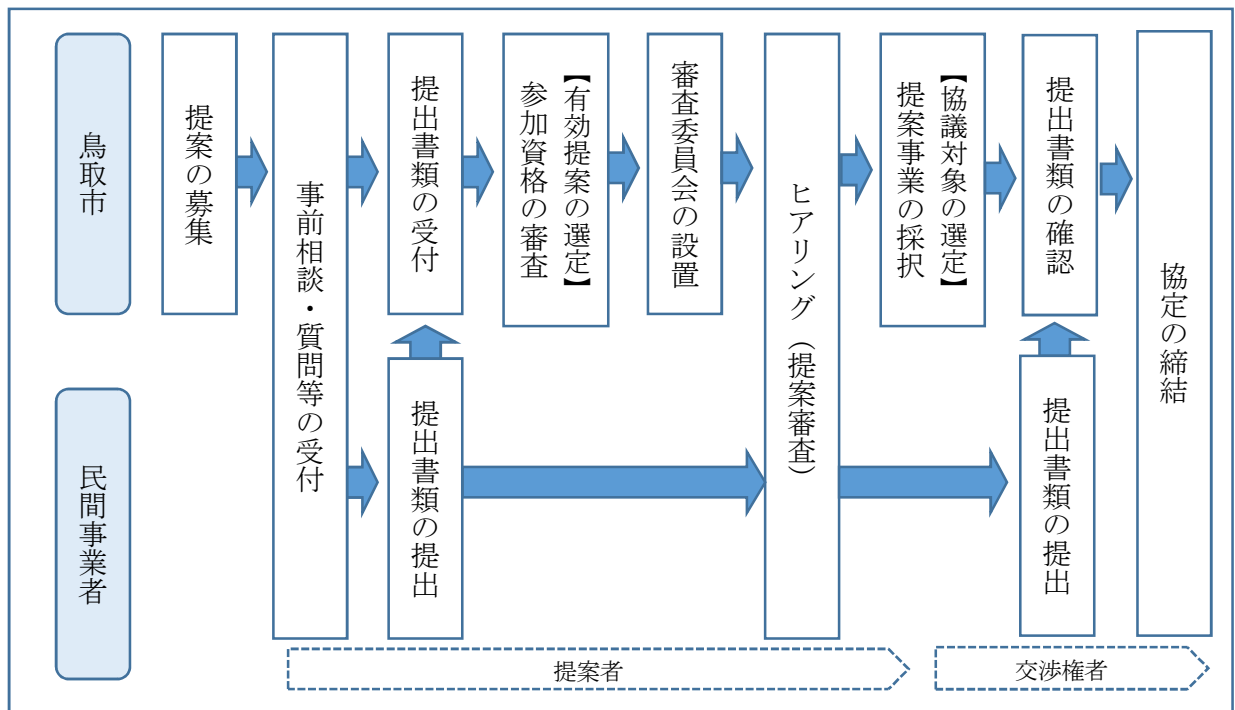 鳥取市
提案の募集
事前相談・質問等の受付
提出書類の受付
【有効提案の選定】
参加資格の審査
審査委員会の設置
ヒアリング（提案審査）
【協議対象の選定】
提案事業の採択
提出書類の確認
協定の締結
民間事業者
提出書類の提出
提出書類の提出
提案者
交渉権者